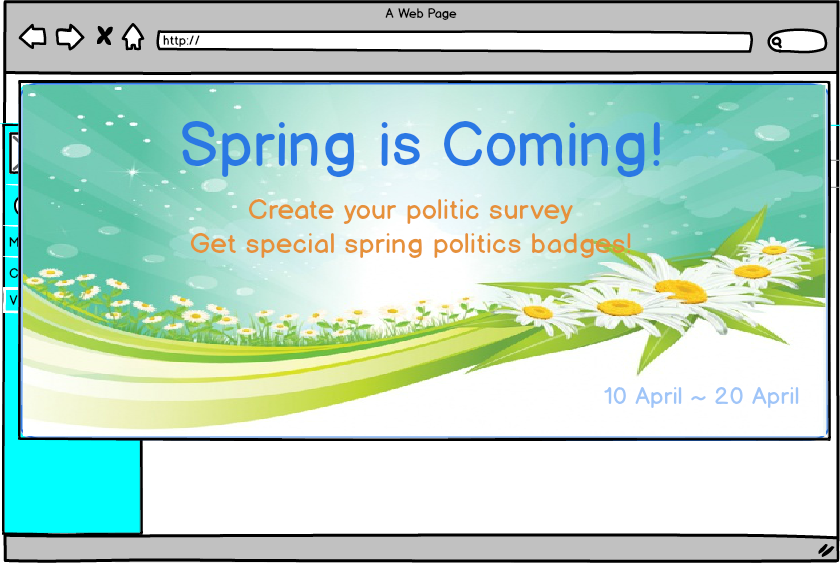 A Web Page
http://
Spring is Coming!
Create your politic survey
Get special spring politics badges!
M
C
V
10 April ~ 20 April